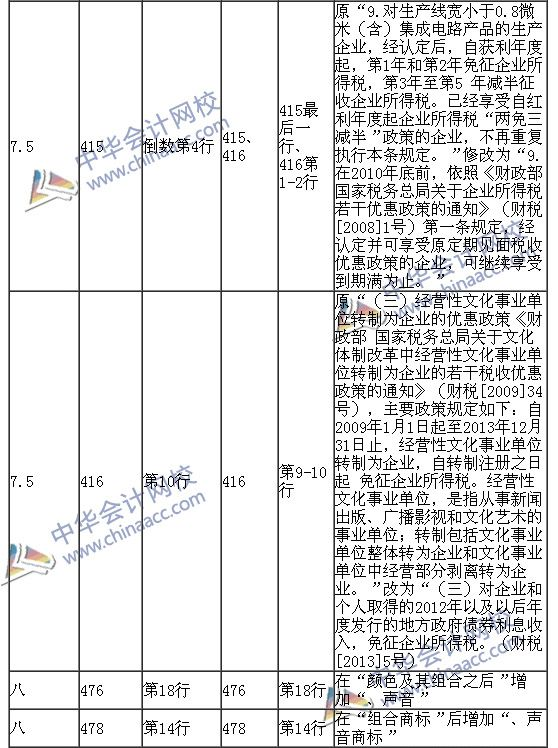 7.5
415
倒数第4行
415、
416
415最
后一
行、
416第
1-2行
原“9.对生产线宽小于0.8微
米（含）集成电路产品的生产
企业，经认定后，自获利年度
起，第1年和第2年免征企业所
得税，第3年至第5 年减半征
收企业所得税。己经享受自红
利年度起企业所得税“两免三
减半”政策的企业，不再重复
执行本条规定。”修改为“9.
在2010年底前，依照《财政部
国家税务总局关于企业所得税
若干优惠政策的通知》（财税
[2008]1号）第一条规定，经
认定并可享受原定期见面税收
优惠政策的企业，可继续享受
到期满为止。”
7.5
416
第10行
416
第9-10
行
原“（三）经营性文化事业单
位转制为企业的优惠政策《财
政部 国家税务总局关于文化
体制改革中经营性文化事业单
位转制为企业的若干税收优惠
政策的通知》（财税[2009]34
号），主要政策规定如下：自
2009年1月1日起至2013年12月
31日止，经营性文化事业单位
转制为企业，自转制注册之日
起 免征企业所得税。经营性
文化事业单位，是指从事新闻
出版、广播影视和文化艺术的
事业单位；转制包括文化事业
单位整体转为企业和文化事业
单位中经营部分剥离转为企
业。”改为“（三）对企业和
个人取得的2012年以及以后年
度发行的地方政府债券利息收
入，免征企业所得税。（财税
[2013]5号）
八
476
第18行
476
第18行
在“颜色及其组合之后”增
加“、声音”
八
478
第14行
478
第14行
在“组合商标”后增加“、声
音商标”
中华会计网校
www.chinaacc.com
中华会计网校
www.chinaacc.com
中华会计网校
www.chinaacc.com
中华会计网校
www.chinaacc.com